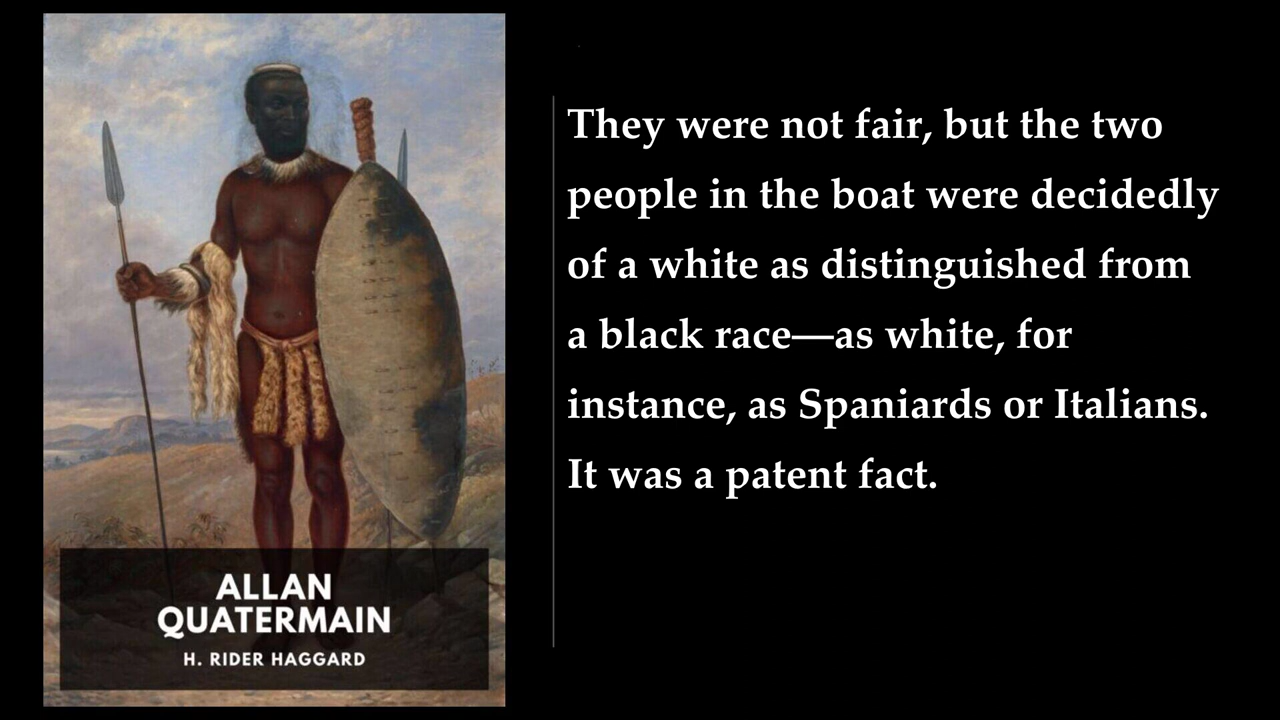 They were not fair, but the two
people in the boat were decidedly
of a white as distinguished from
a black race—as white, for
instance, as Spaniards or Italians.
It was a patent fact.
ALLAN
QUATERMAIN
H. RIDER HAGGARD